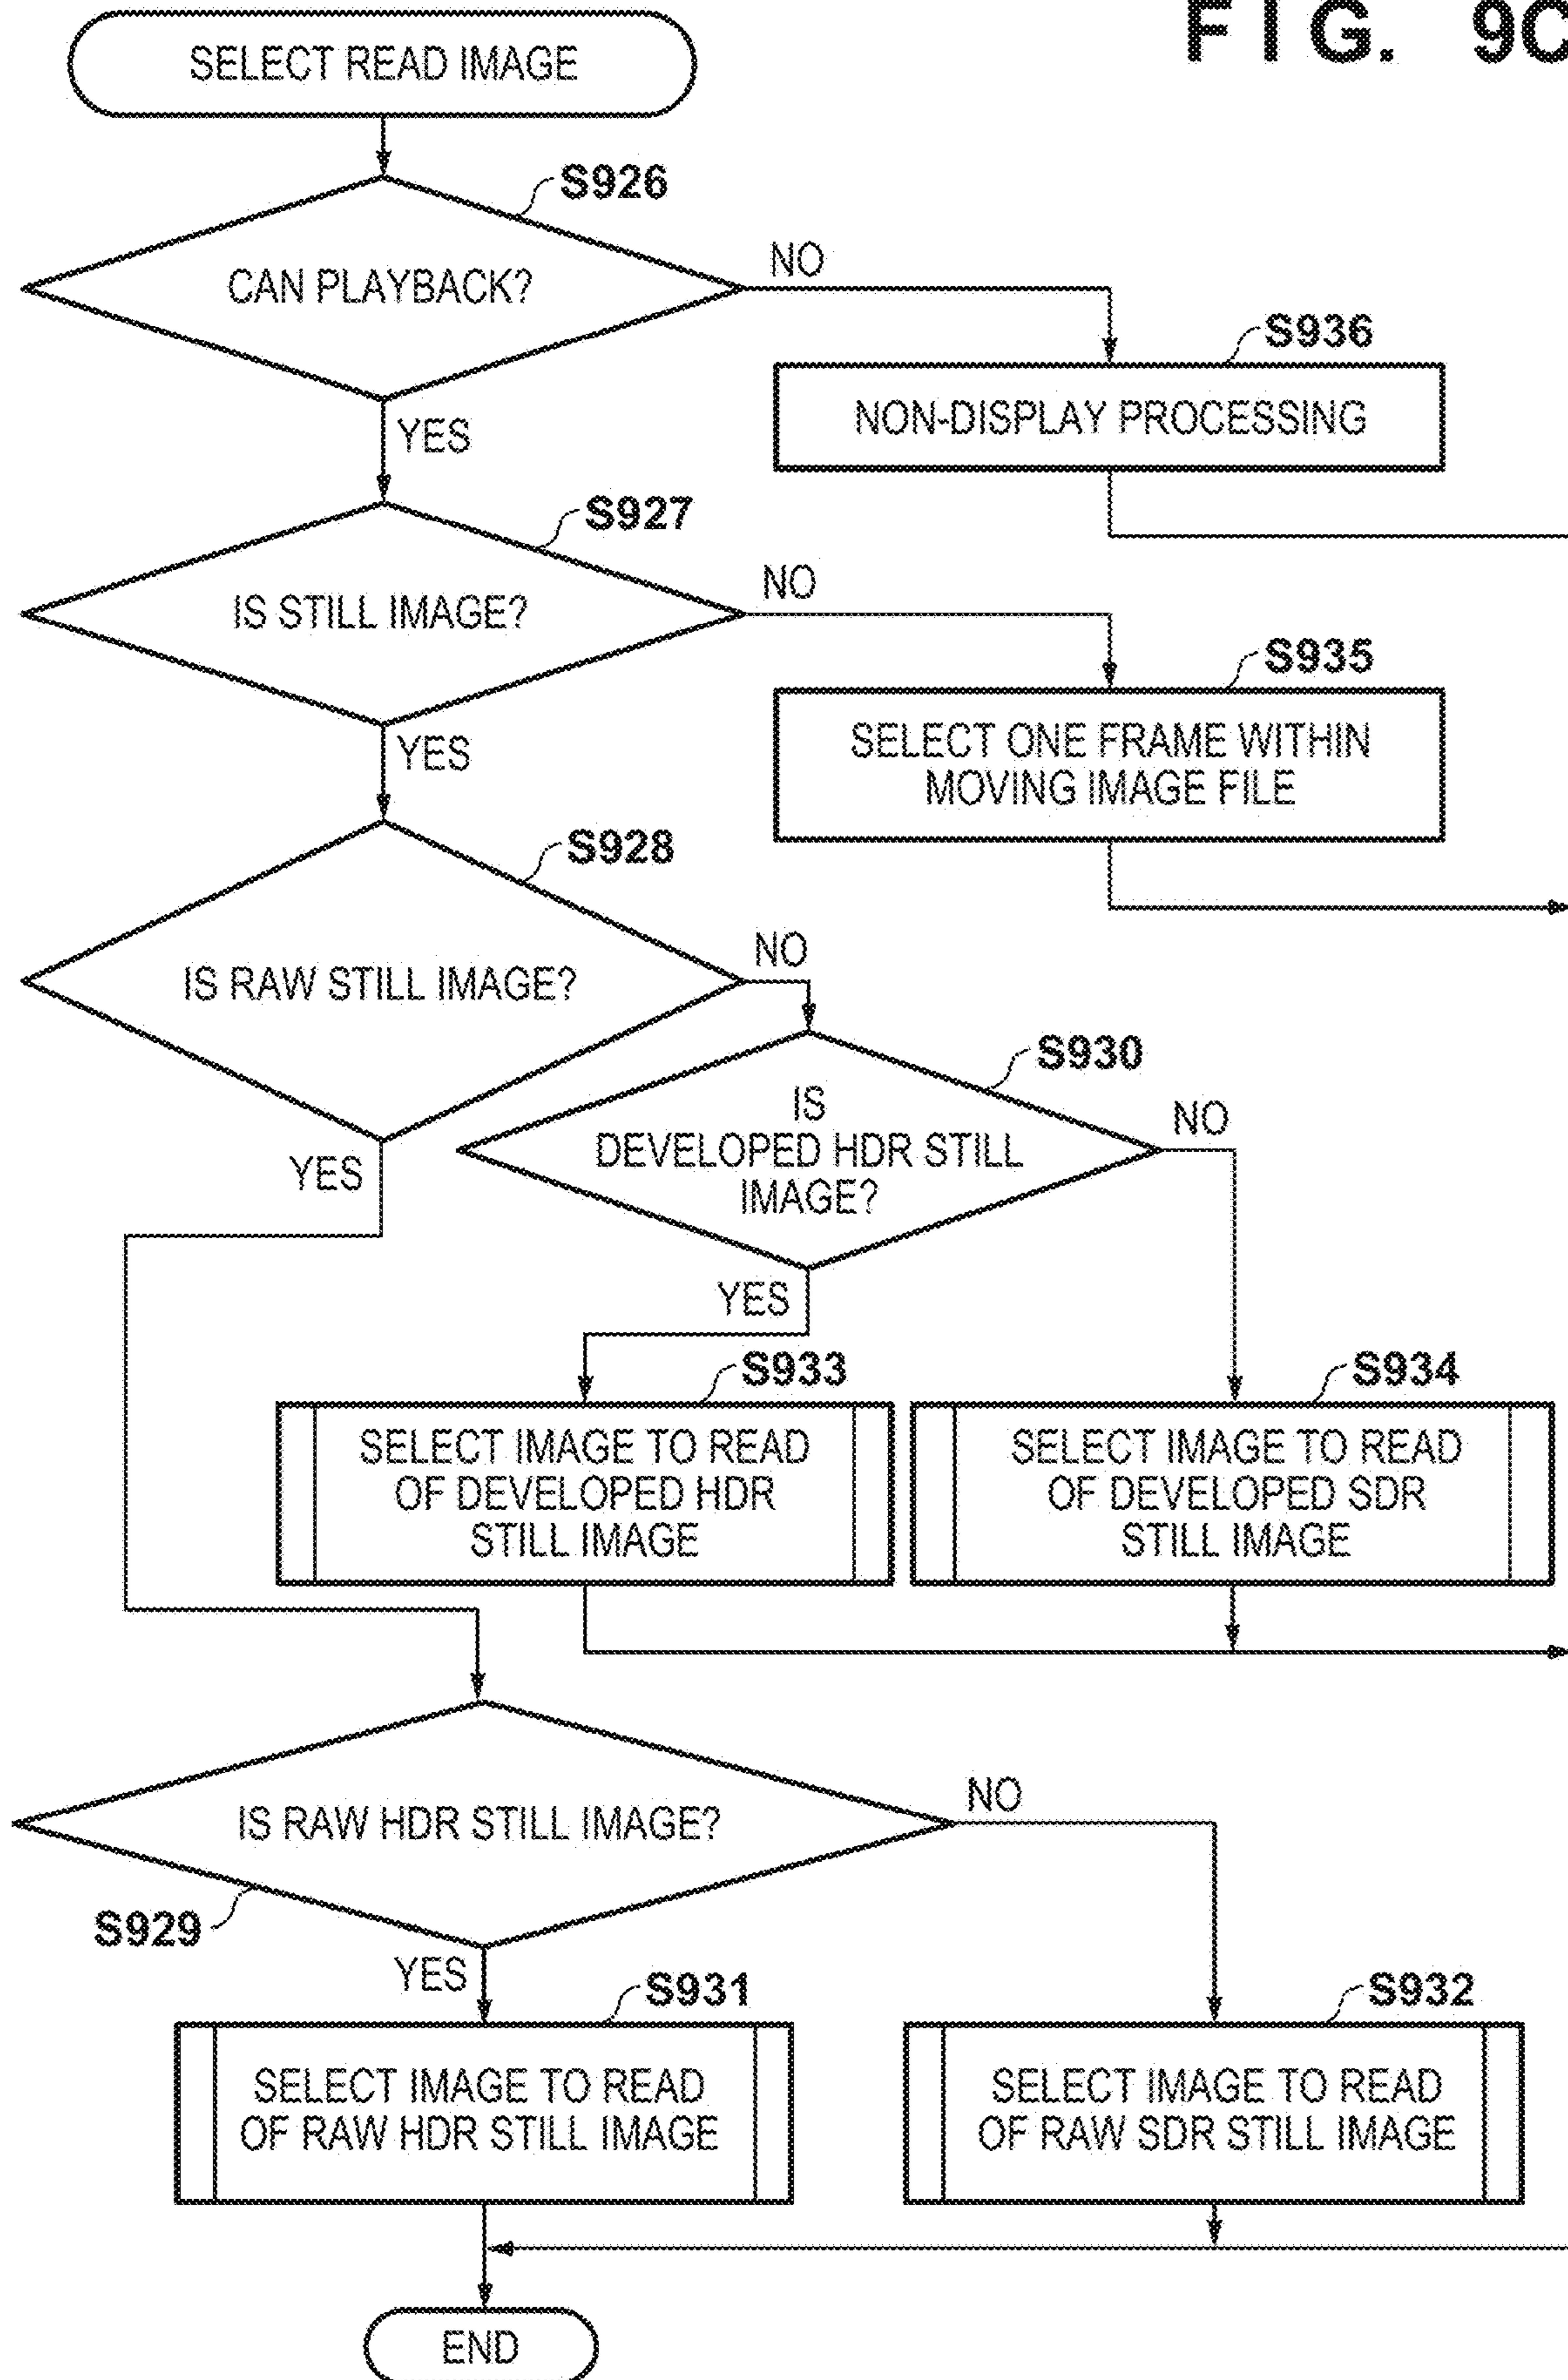 FIG. 9C
SELECT READ IMAGE
S926
CAN PLAYBACK?
NO
YES
S936
NON-DISPLAY PROCESSING
S927
IS STILL IMAGE?
NO
YES
S935
SELECT ONE FRAME WITHIN
MOVING IMAGE FILE
S928
IS RAW STILL IMAGE?
NO
YES
S930
IS
DEVELOPED HDR STILL
IMAGE?
NO
YES
S933
SELECT IMAGE TO READ
OF DEVELOPED HDR
STILL IMAGE
S934
SELECT IMAGE TO READ
OF DEVELOPED SDR
STILL IMAGE
IS RAW HDR STILL IMAGE?
NO
S929
YES
S931
SELECT IMAGE TO READ
OF RAW HDR STILL IMAGE
S932
SELECT IMAGE TO READ
OF RAW SDR STILL IMAGE
END